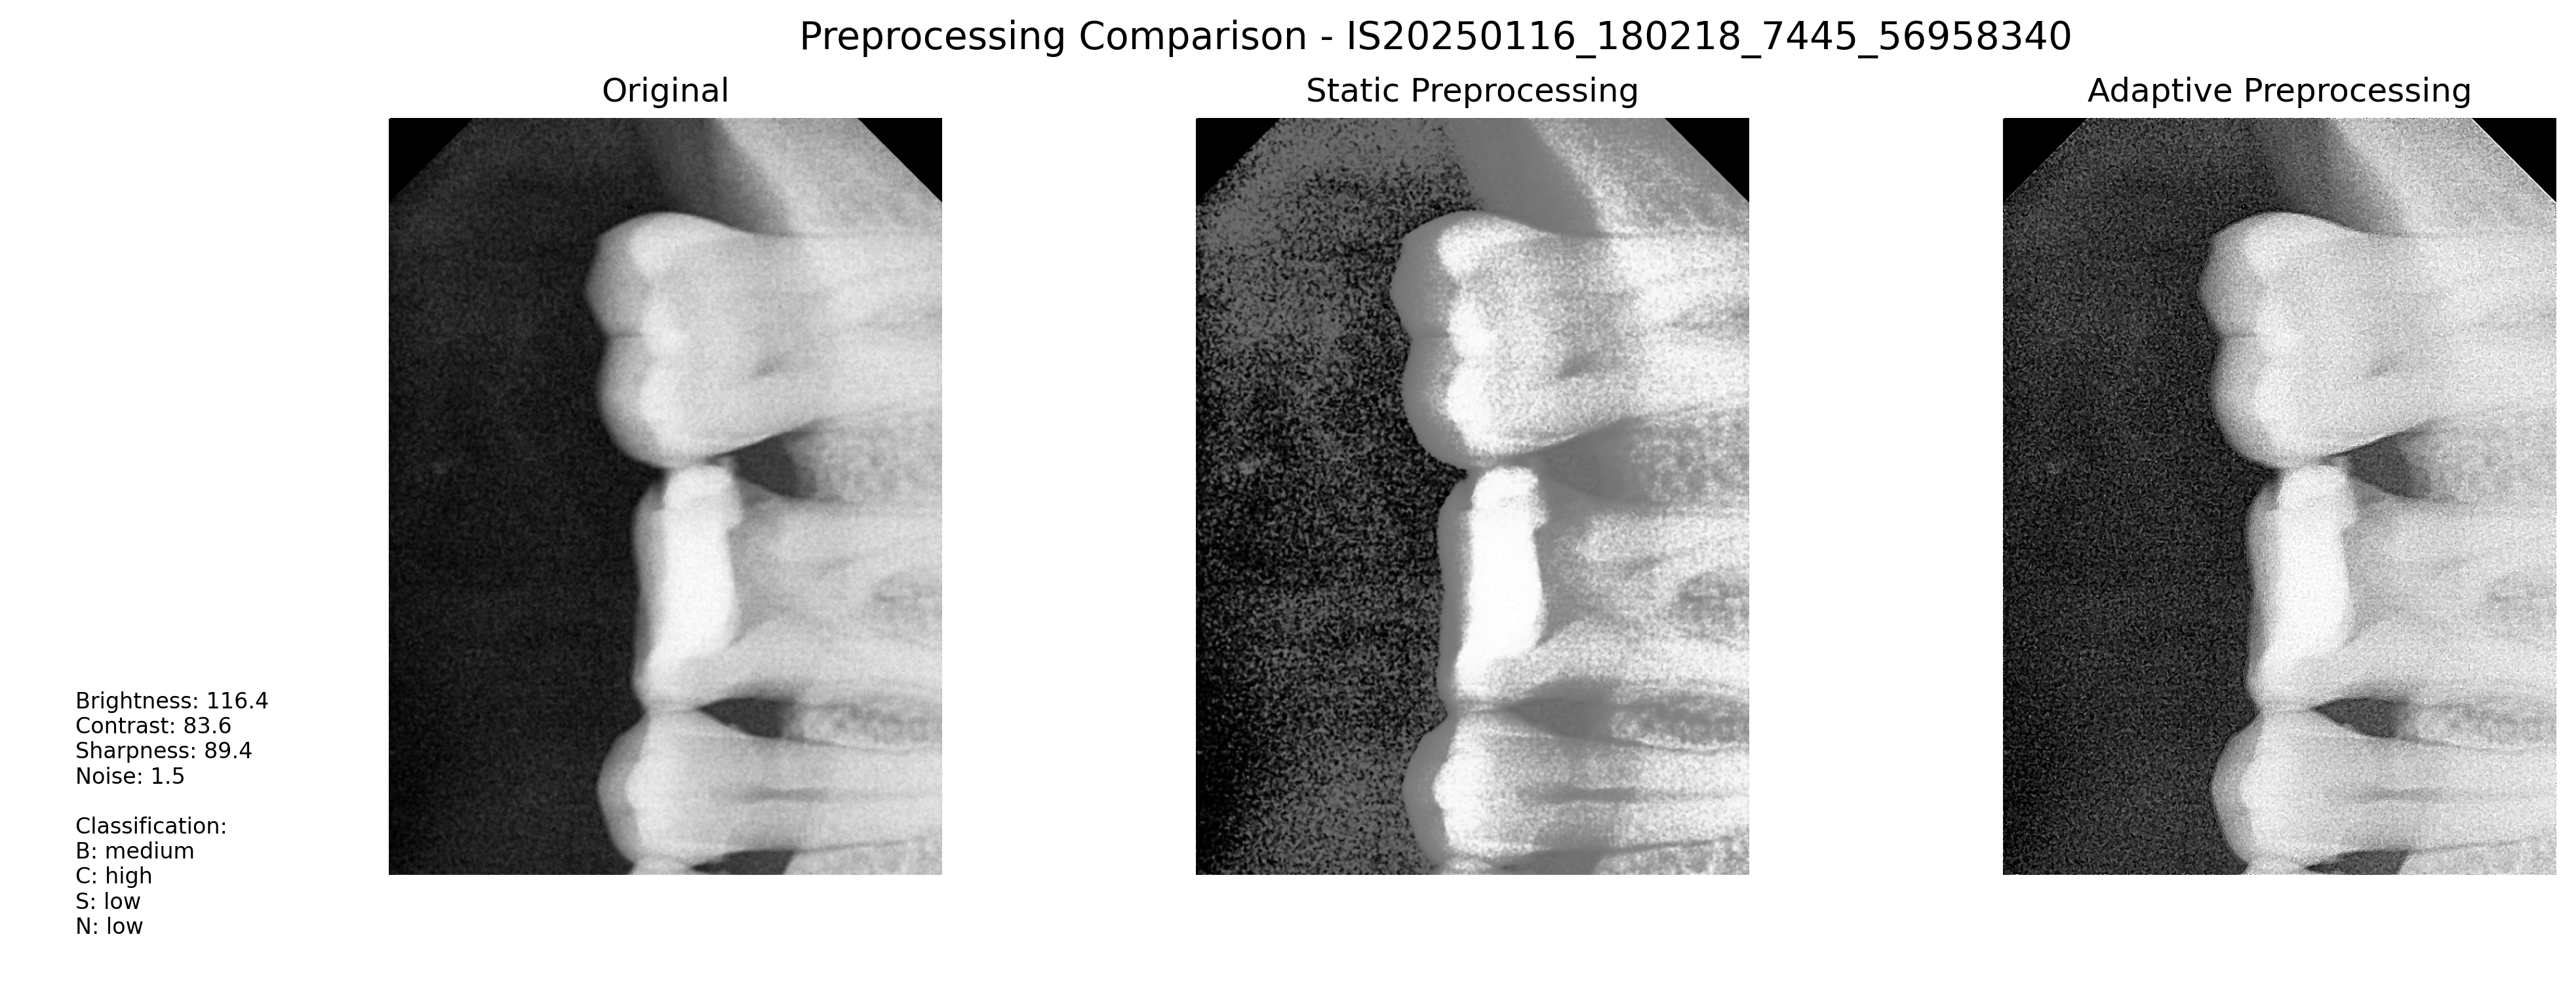 Preprocessing Comparison - IS20250116_180218_7445_56958340
Original
Static Preprocessing
Adaptive Preprocessing
Brightness: 116.4
Contrast: 83.6
Sharpness: 89.4
Noise: 1.5
Classification:
B: medium
C: high
S: low
N: low